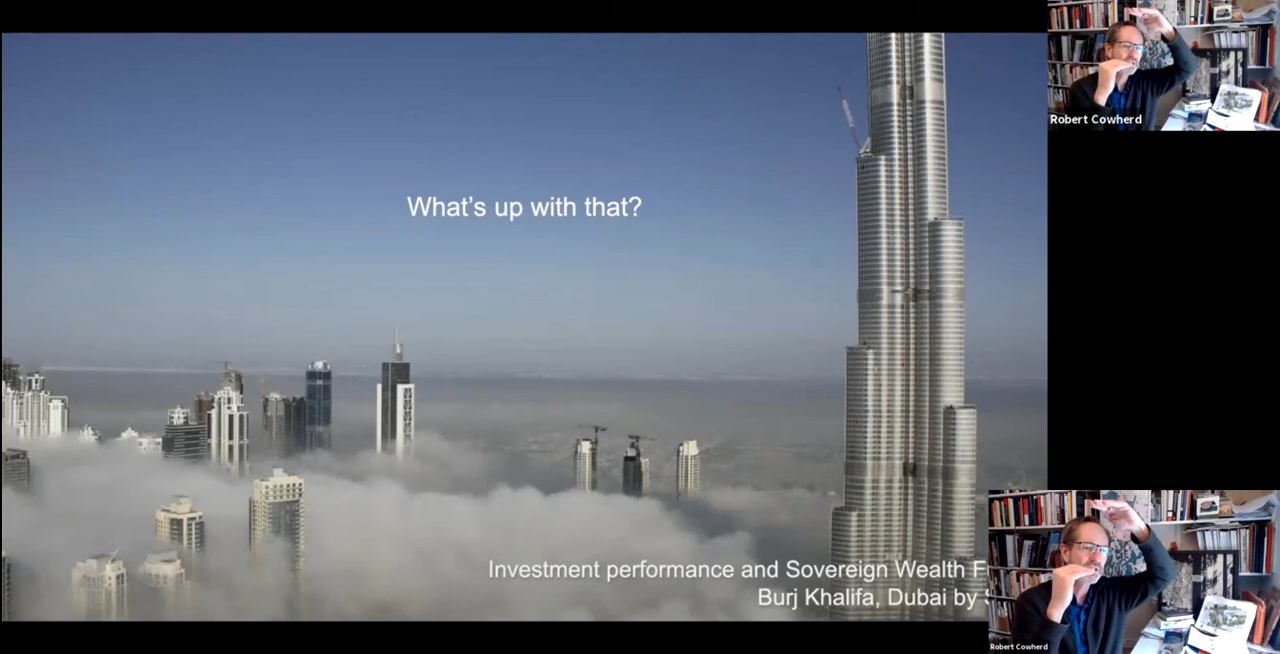 Robert Cowherd
What's up with that?
Investment performance and Sovereign Wealth
Burj Khalifa, Dubai by
Robert Cowherd